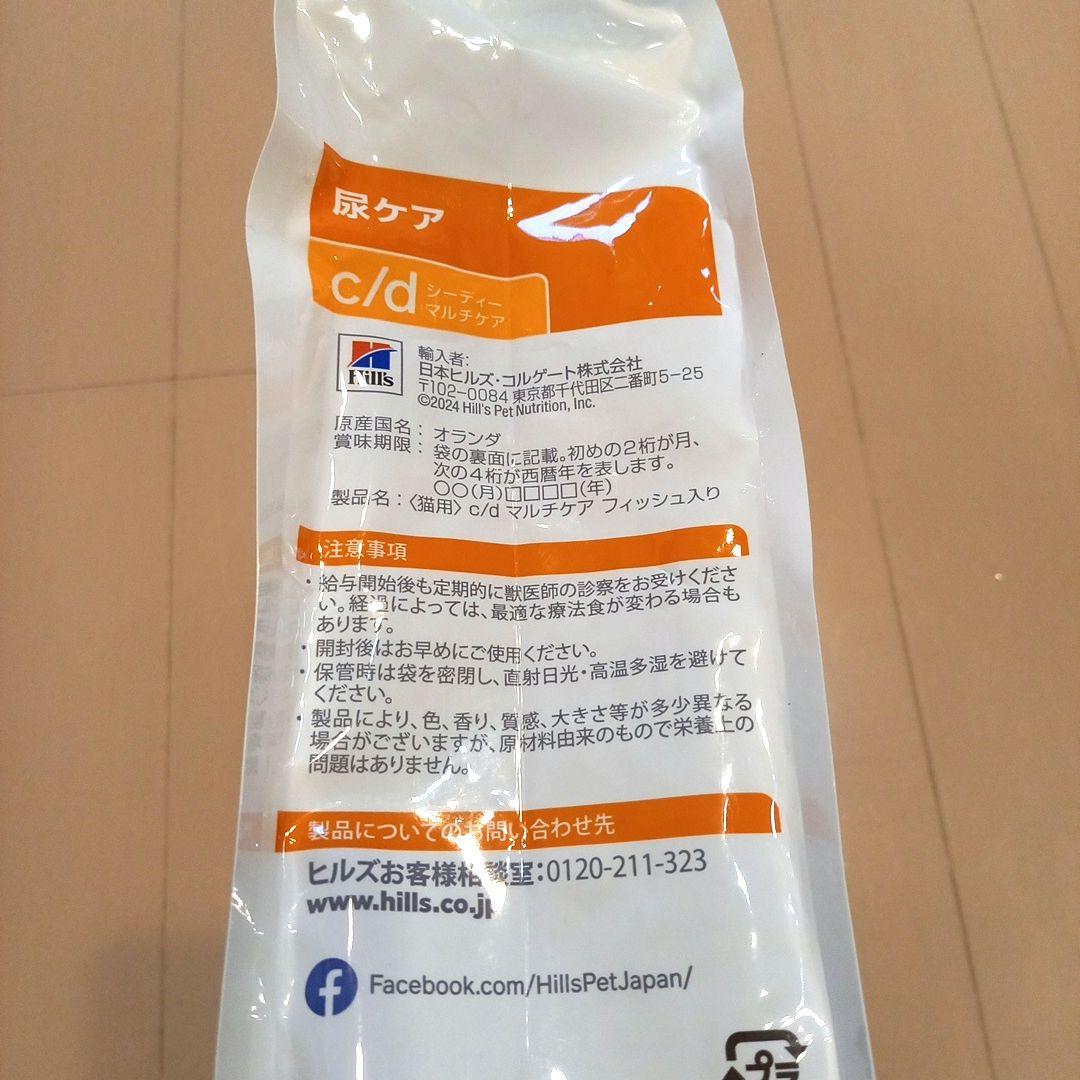 尿ケア
c/d シーディー
マルチケア
Hill's
輸入者:
日本ヒルズ・コルゲート株式会社
〒102-0084 東京都千代田区二番町5-25
©2024 Hill's Pet Nutrition, Inc.
原産国名: オランダ
賞味期限: 袋の裏面に記載。初めの2桁が月、
次の4桁が西暦年を表します。
〇〇(月)□□□□(年)
製品名:〈猫用〉c/d マルチケア フィッシュ入り
注意事項
・給与開始後も定期的に獣医師の診察をお受けくださ
い。経過によっては、最適な療法食が変わる場合も
あります。
・開封後はお早めにご使用ください。
・保管時は袋を密閉し、直射日光・高温多湿を避けて
ください。
・製品により、色、香り、質感、大きさ等が多少異なる
場合がございますが、原材料由来のもので栄養上の
問題はありません。
製品についてのお問い合わせ先
ヒルズお客様相談室:0120-211-323
www.hills.co.jp
Facebook.com/HillsPetJapan/
プラ